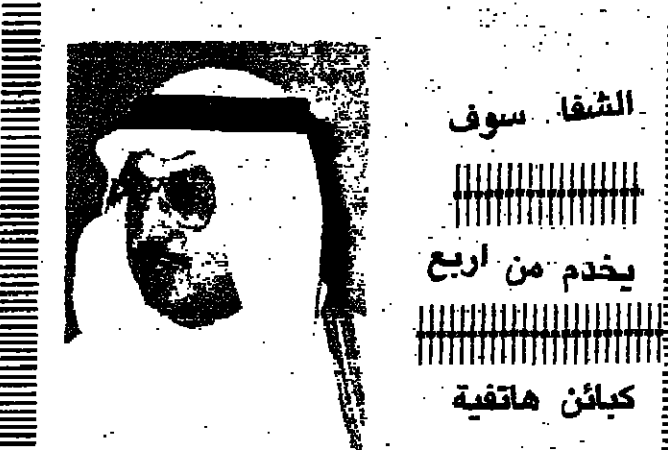 الشفا سوف
يخدم من اربع
كبائن هاتفية